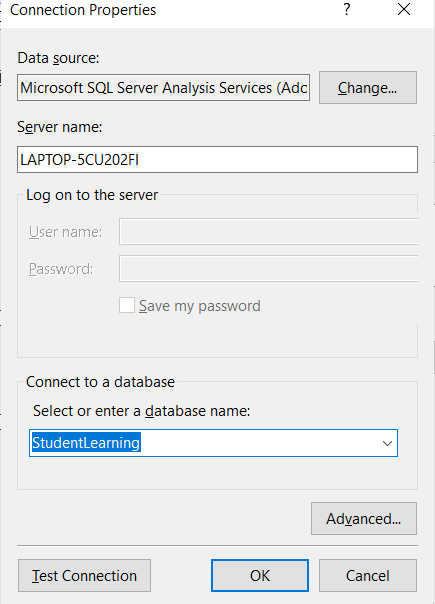 Connection Properties
?
Data source:
Microsoft SQL Server Analysis Services (Adc
Change...
Server name:
LAPTOP-5CU202FI
Log on to the server
User name:
Password:
Save my password
Connect to a database
Select or enter a database name:
StudentLearning
Advanced...
Test Connection
OK
Cancel